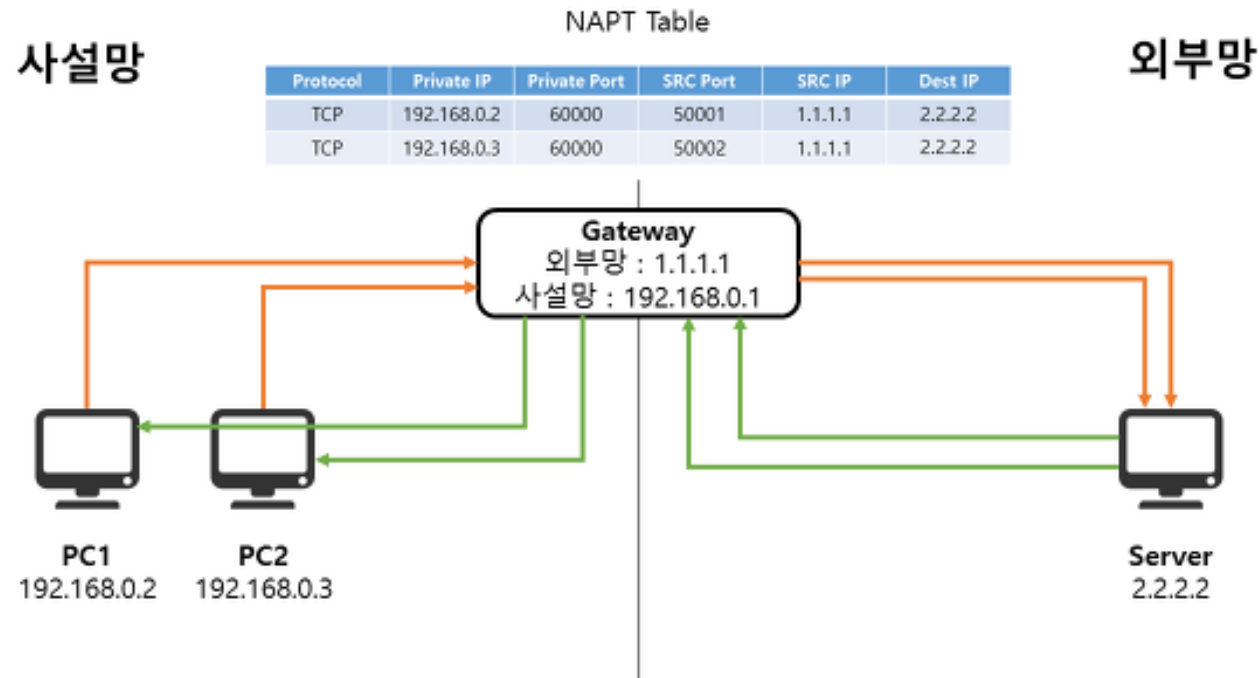 NAPT Table
사설망
외부망
Protocol Private IP Private Port SRC Port SRC IP Dest IP
TCP 192.168.0.2 60000 50001 1.1.1.1 2.2.2.2
TCP 192.168.0.3 60000 50002 1.1.1.1 2.2.2.2
Gateway
외부망 : 1.1.1.1
사설망 : 192.168.0.1
PC1
192.168.0.2
PC2
192.168.0.3
Server
2.2.2.2